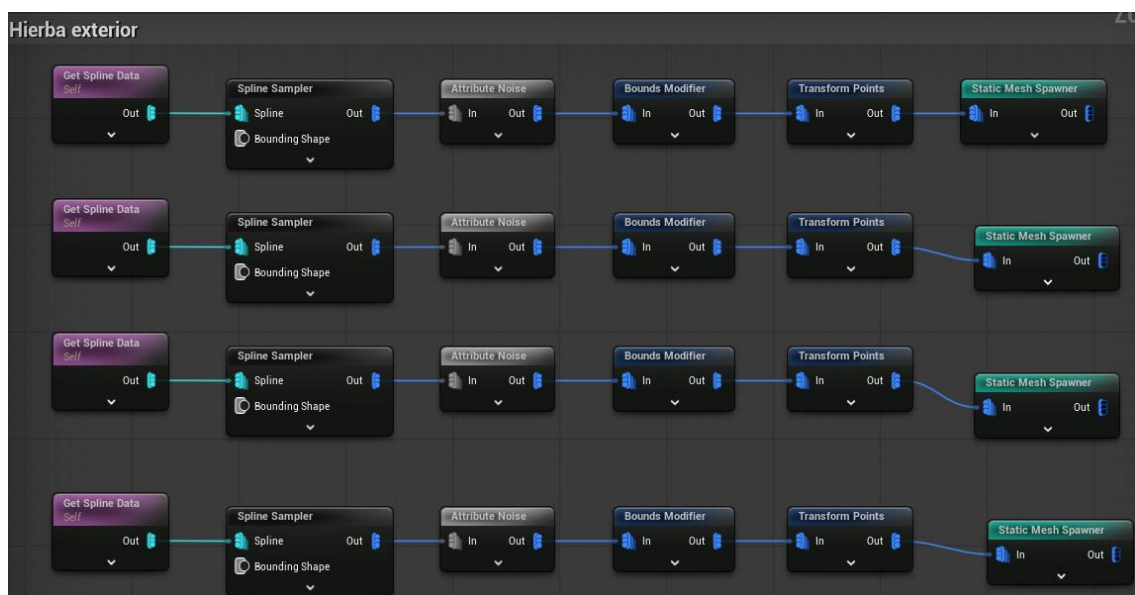 Hierba exterior
Get Spline Data
Self
Out
Spline Sampler
Spline Out
Bounding Shape
Attribute Noise
In Out
Bounds Modifier
In Out
Transform Points
In Out
Static Mesh Spawner
In Out
Get Spline Data
Self
Out
Spline Sampler
Spline Out
Bounding Shape
Attribute Noise
In Out
Bounds Modifier
In Out
Transform Points
In Out
Static Mesh Spawner
In Out
Get Spline Data
Self
Out
Spline Sampler
Spline Out
Bounding Shape
Attribute Noise
In Out
Bounds Modifier
In Out
Transform Points
In Out
Static Mesh Spawner
In Out
Get Spline Data
Self
Out
Spline Sampler
Spline Out
Bounding Shape
Attribute Noise
In Out
Bounds Modifier
In Out
Transform Points
In Out
Static Mesh Spawner
In Out